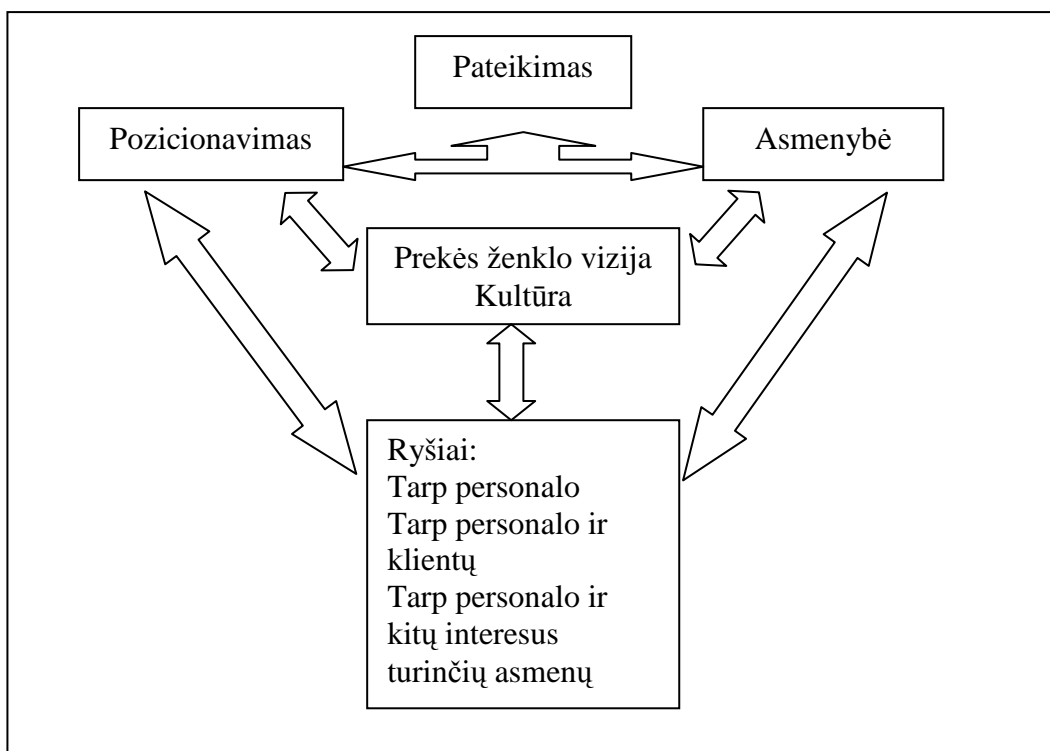 Pateikimas
Pozicionavimas
Asmenybė
Prekės ženklo vizija
Kultūra
Ryšiai:
Tarp personalo
Tarp personalo ir
klientų
Tarp personalo ir
kitų interesus
turinčių asmenų